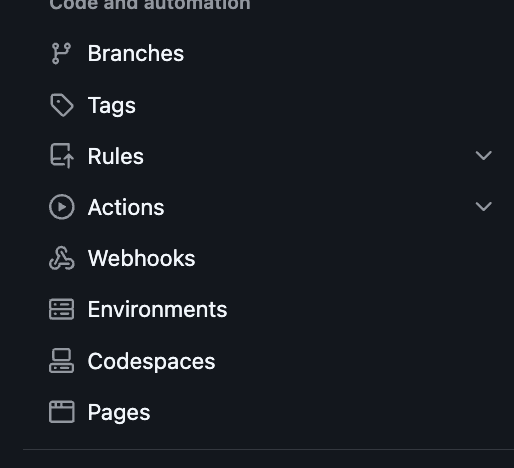 Code and automation
Branches
Tags
Rules
Actions
Webhooks
Environments
Codespaces
Pages